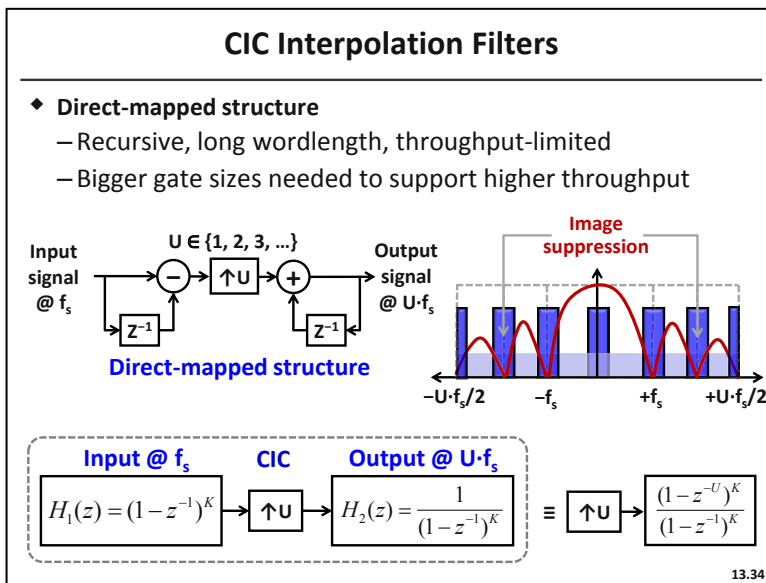 CIC Interpolation Filters
◆ Direct-mapped structure
– Recursive, long wordlength, throughput-limited
– Bigger gate sizes needed to support higher throughput
Input
signal
@ fₛ
U ∈ {1, 2, 3, …}
−
↑U
+
Z⁻¹
Z⁻¹
Output
signal
@ U·fₛ
Direct-mapped structure
Image
suppression
−U·fₛ/2
−fₛ
+fₛ
+U·fₛ/2
Input @ fₛ
CIC
Output @ U·fₛ
H₁(z) = (1 − z⁻¹)ᴷ
↑U
H₂(z) = 1 / (1 − z⁻¹)ᴷ
≡
↑U
(1 − z⁻ᵁ)ᴷ / (1 − z⁻¹)ᴷ
13.34